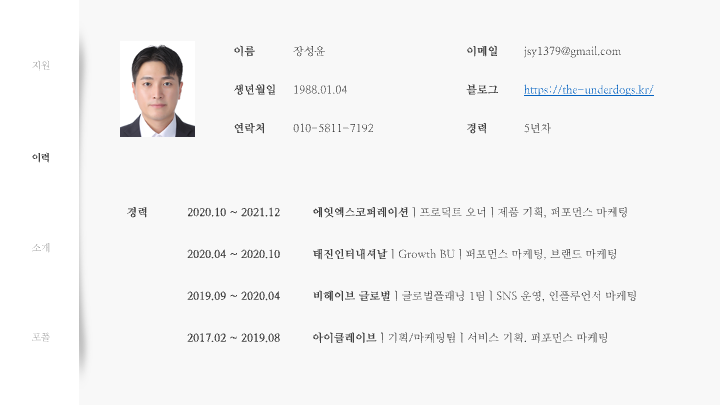 지원
이력
소개
포폴
이름 장성윤 이메일 jsy1379@gmail.com
생년월일 1988.01.04 블로그 https://the-underdogs.kr/
연락처 010-5811-7192 경력 5년차
경력 2020.10 ~ 2021.12 에잇엑스코퍼레이션 | 프로덕트 오너 | 제품 기획, 퍼포먼스 마케팅
2020.04 ~ 2020.10 태진인터내셔날 | Growth BU | 퍼포먼스 마케팅, 브랜드 마케팅
2019.09 ~ 2020.04 비헤이브 글로벌 | 글로벌플래닝 1팀 | SNS 운영, 인플루언서 마케팅
2017.02 ~ 2019.08 아이클레이브 | 기획/마케팅팀 | 서비스 기획, 퍼포먼스 마케팅